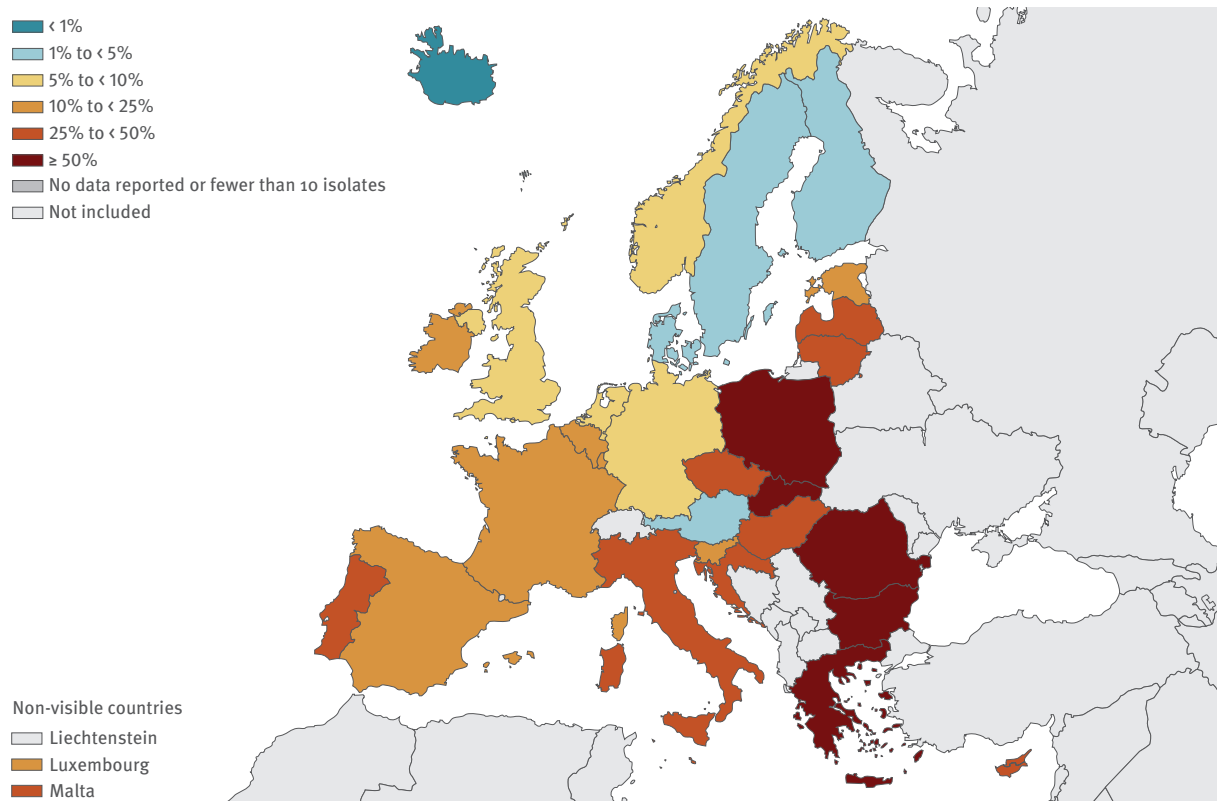 < 1%
1% to < 5%
5% to < 10%
10% to < 25%
25% to < 50%
≥ 50%
No data reported or fewer than 10 isolates
Not included
Non-visible countries
Liechtenstein
Luxembourg
Malta